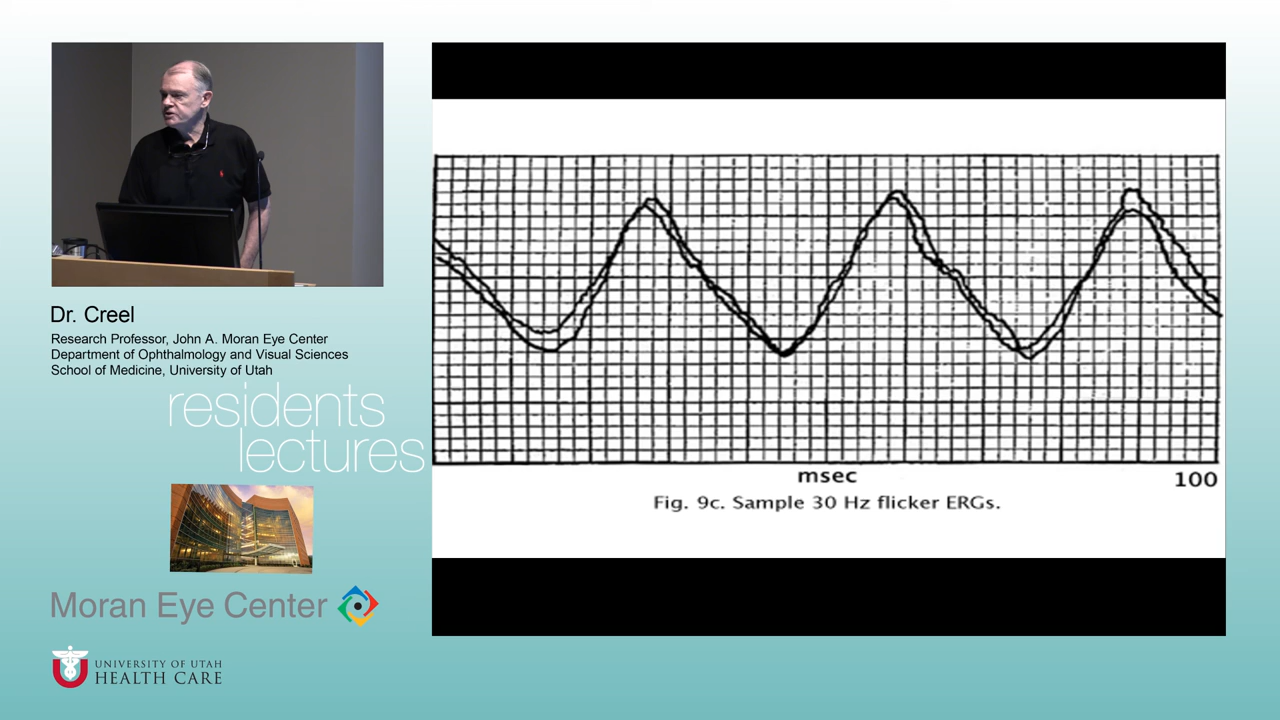 Dr. Creel
Research Professor, John A. Moran Eye Center
Department of Ophthalmology and Visual Sciences
School of Medicine, University of Utah
residents
lectures
Moran Eye Center
UNIVERSITY OF UTAH
HEALTH CARE
msec
100
Fig. 9c. Sample 30 Hz flicker ERGs.